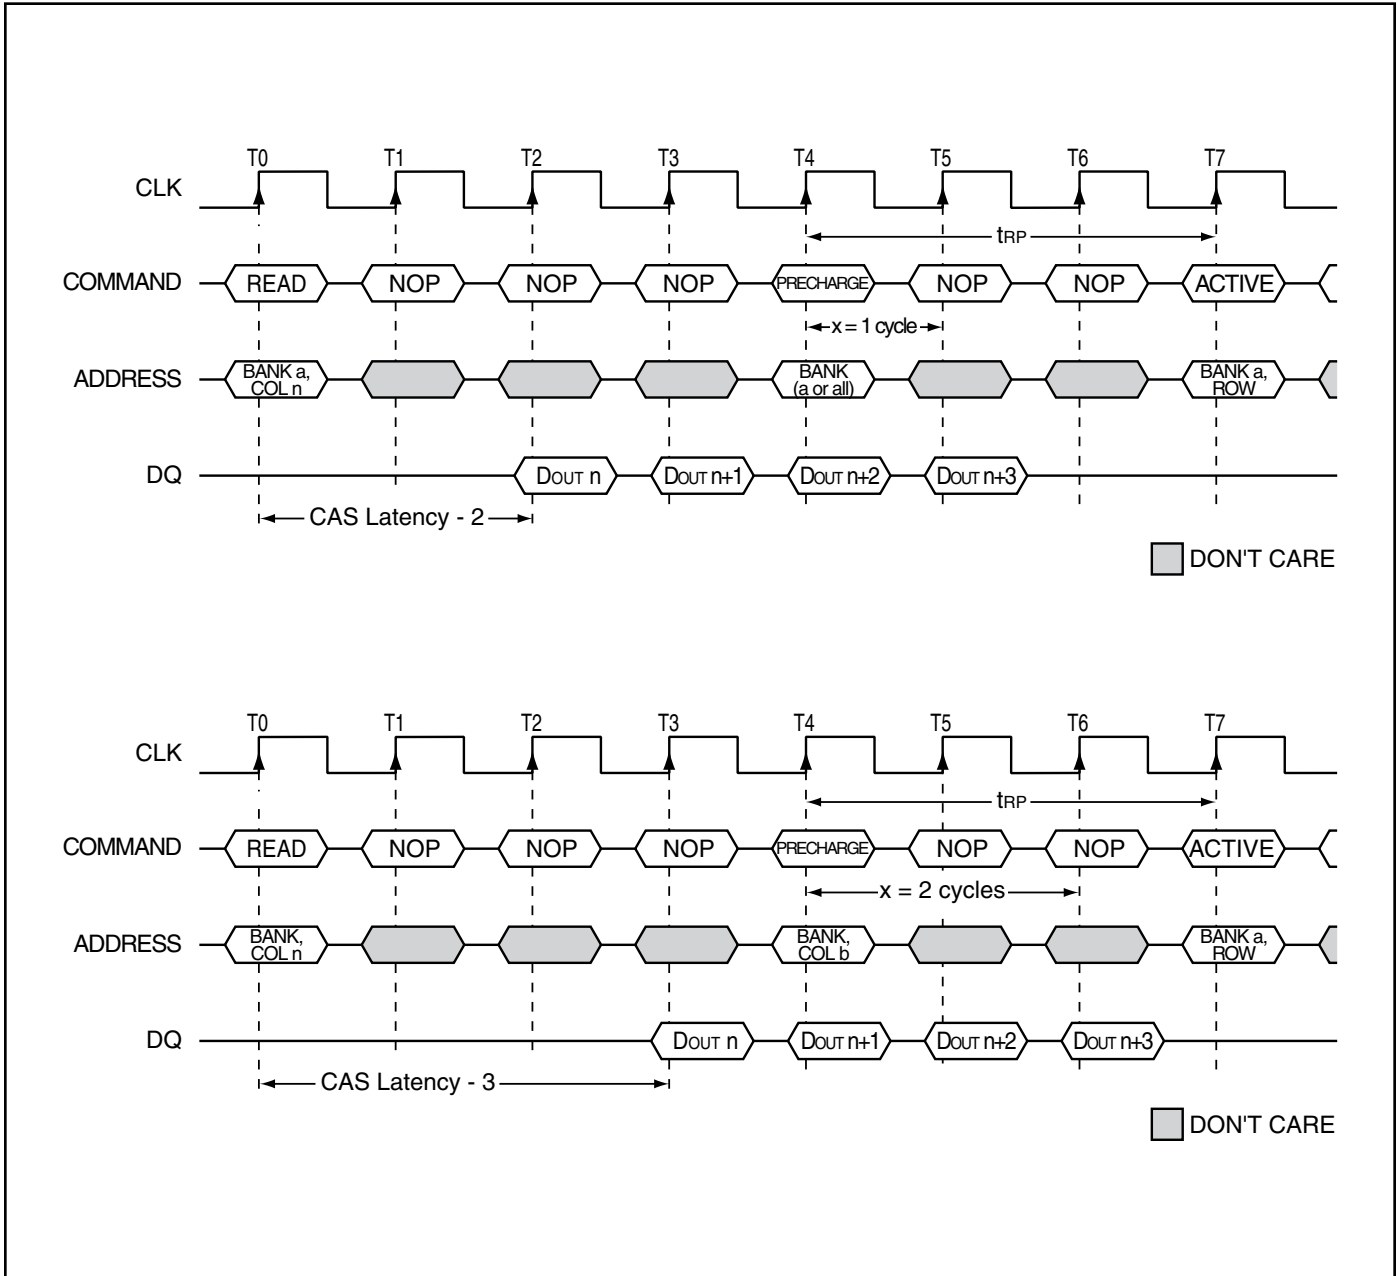 T0 T1 T2 T3 T4 T5 T6 T7
CLK
tRP
COMMAND READ NOP NOP NOP PRECHARGE NOP NOP ACTIVE
x = 1 cycle
ADDRESS BANK a, COL n BANK (a or all) BANK a, ROW
DQ DOUT n DOUT n+1 DOUT n+2 DOUT n+3
CAS Latency - 2
DON'T CARE
T0 T1 T2 T3 T4 T5 T6 T7
CLK
tRP
COMMAND READ NOP NOP NOP PRECHARGE NOP NOP ACTIVE
x = 2 cycles
ADDRESS BANK, COL n BANK, COL b BANK a, ROW
DQ DOUT n DOUT n+1 DOUT n+2 DOUT n+3
CAS Latency - 3
DON'T CARE